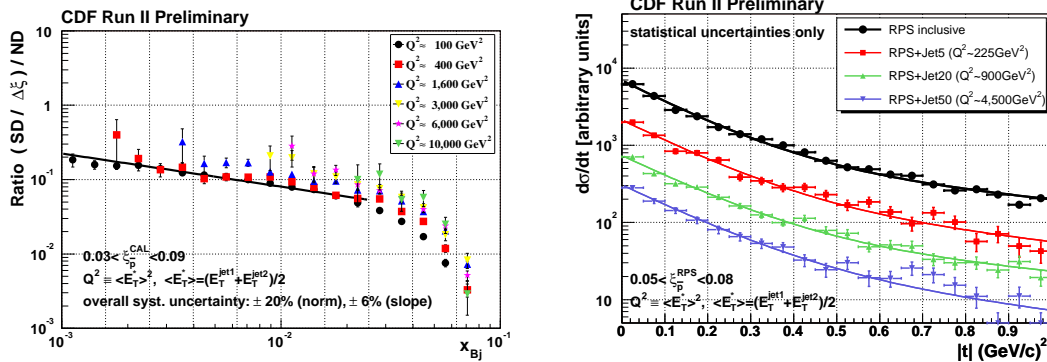 CDF Run II Preliminary
Ratio ( SD / Δξ ) / ND
10
1
10⁻¹
10⁻²
10⁻³
Q²≈ 100 GeV²
Q²≈ 400 GeV²
Q²≈ 1,600 GeV²
Q²≈ 3,000 GeV²
Q²≈ 6,000 GeV²
Q²≈ 10,000 GeV²
0.03< ξ_p̄^CAL <0.09
Q² ≡ <E_T^*>², <E_T^*>=(E_T^jet1+E_T^jet2)/2
overall syst. uncertainty: ± 20% (norm), ± 6% (slope)
10⁻³ 10⁻² 10⁻¹
x_Bj
CDF Run II Preliminary
dσ/dt [arbitrary units]
statistical uncertainties only
RPS inclusive
RPS+Jet5 (Q²~225GeV²)
RPS+Jet20 (Q²~900GeV²)
RPS+Jet50 (Q²~4,500GeV²)
10⁴
10³
10²
10
0.05< ξ_p̄^RPS <0.08
Q² ≡ <E_T^*>², <E_T^*>=(E_T^jet1+E_T^jet2)/2
0 0.1 0.2 0.3 0.4 0.5 0.6 0.7 0.8 0.9
|t| (GeV/c)²